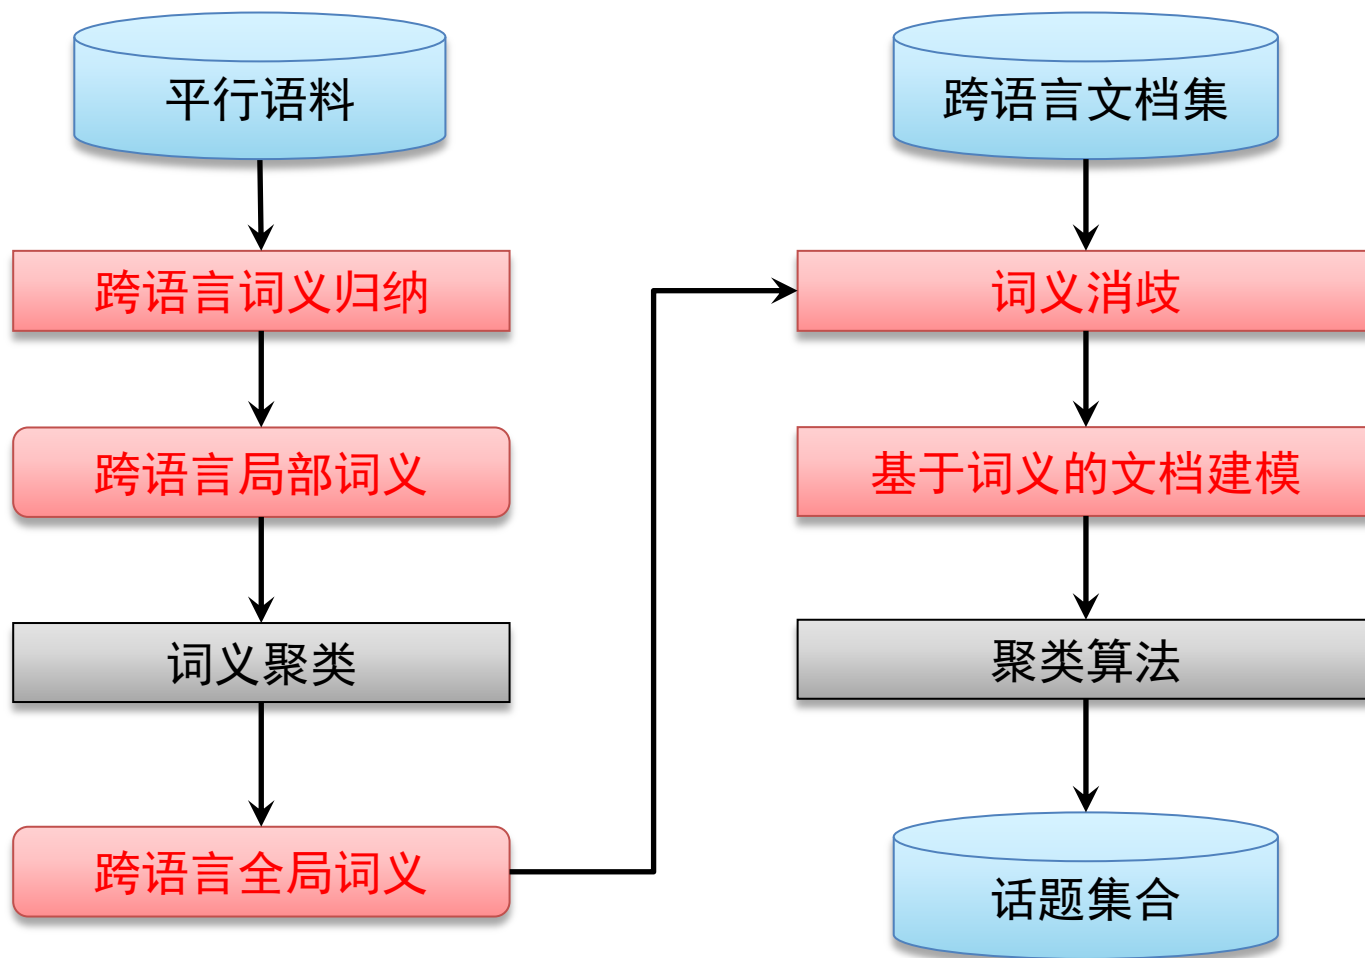 平行语料
跨语言词义归纳
跨语言局部词义
词义聚类
跨语言全局词义
跨语言文档集
词义消歧
基于词义的文档建模
聚类算法
话题集合